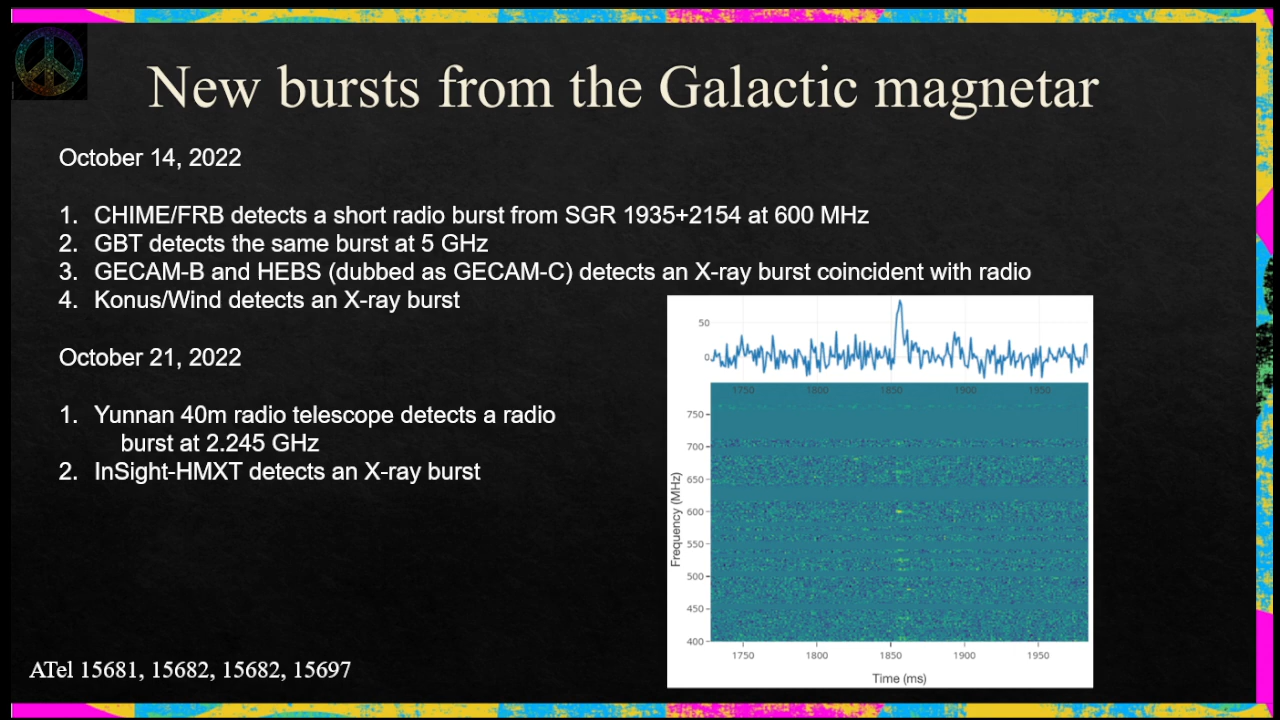 New bursts from the Galactic magnetar
October 14, 2022
1. CHIME/FRB detects a short radio burst from SGR 1935+2154 at 600 MHz
2. GBT detects the same burst at 5 GHz
3. GECAM-B and HEBS (dubbed as GECAM-C) detects an X-ray burst coincident with radio
4. Konus/Wind detects an X-ray burst
October 21, 2022
1. Yunnan 40m radio telescope detects a radio
burst at 2.245 GHz
2. InSight-HMXT detects an X-ray burst
50
0
1750 1800 1850 1900 1950
750
700
650
600
550
500
450
400
Frequency (MHz)
1750 1800 1850 1900 1950
Time (ms)
ATel 15681, 15682, 15682, 15697